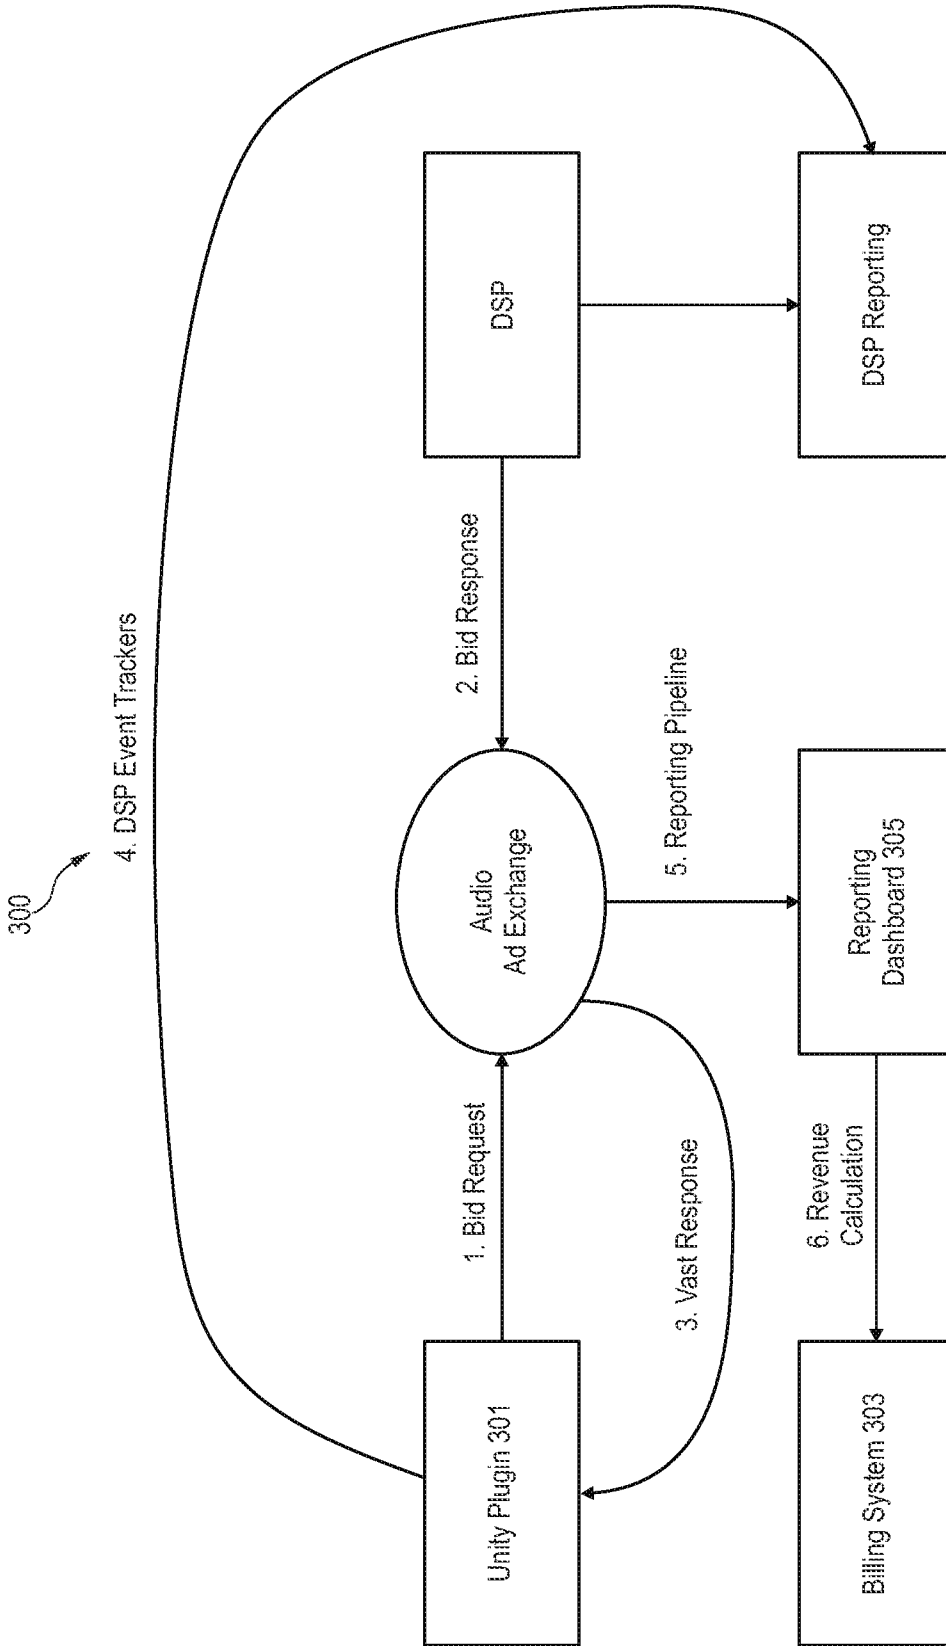 300
4. DSP Event Trackers
Unity Plugin 301
1. Bid Request
Audio
Ad Exchange
2. Bid Response
DSP
3. Vast Response
5. Reporting Pipeline
Billing System 303
6. Revenue
Calculation
Reporting
Dashboard 305
DSP Reporting